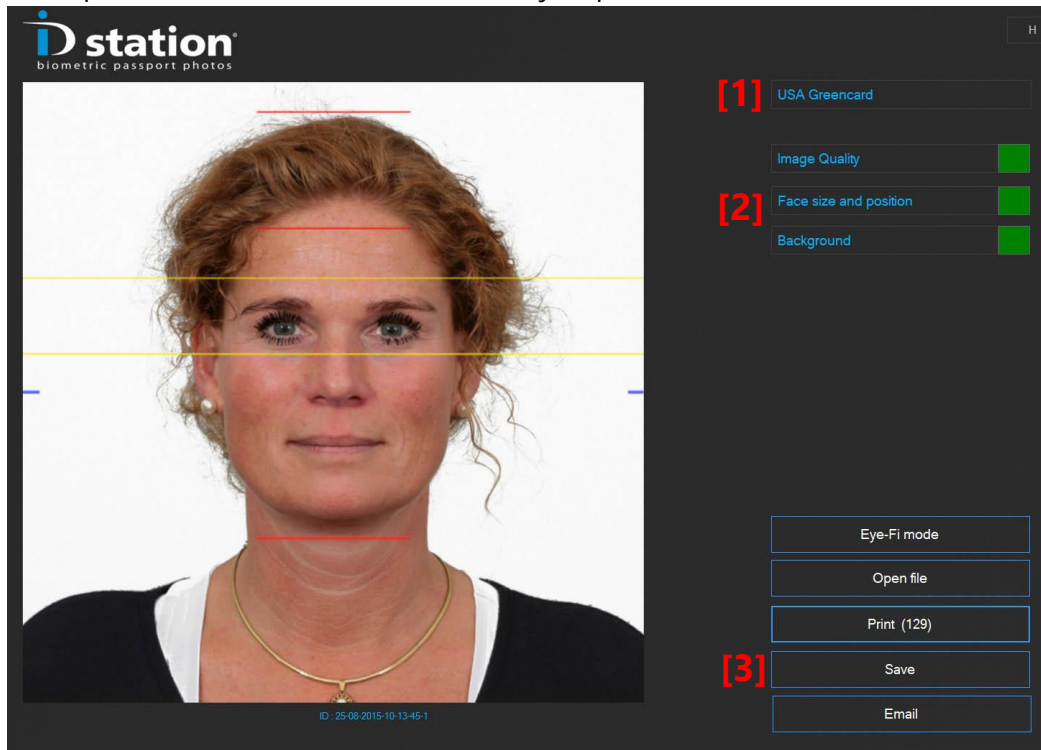 iD station
biometric passport photos
H
[1] USA Greencard
Image Quality
[2] Face size and position
Background
Eye-Fi mode
Open file
Print (129)
[3] Save
Email
ID : 25-08-2015-10-13-45-1